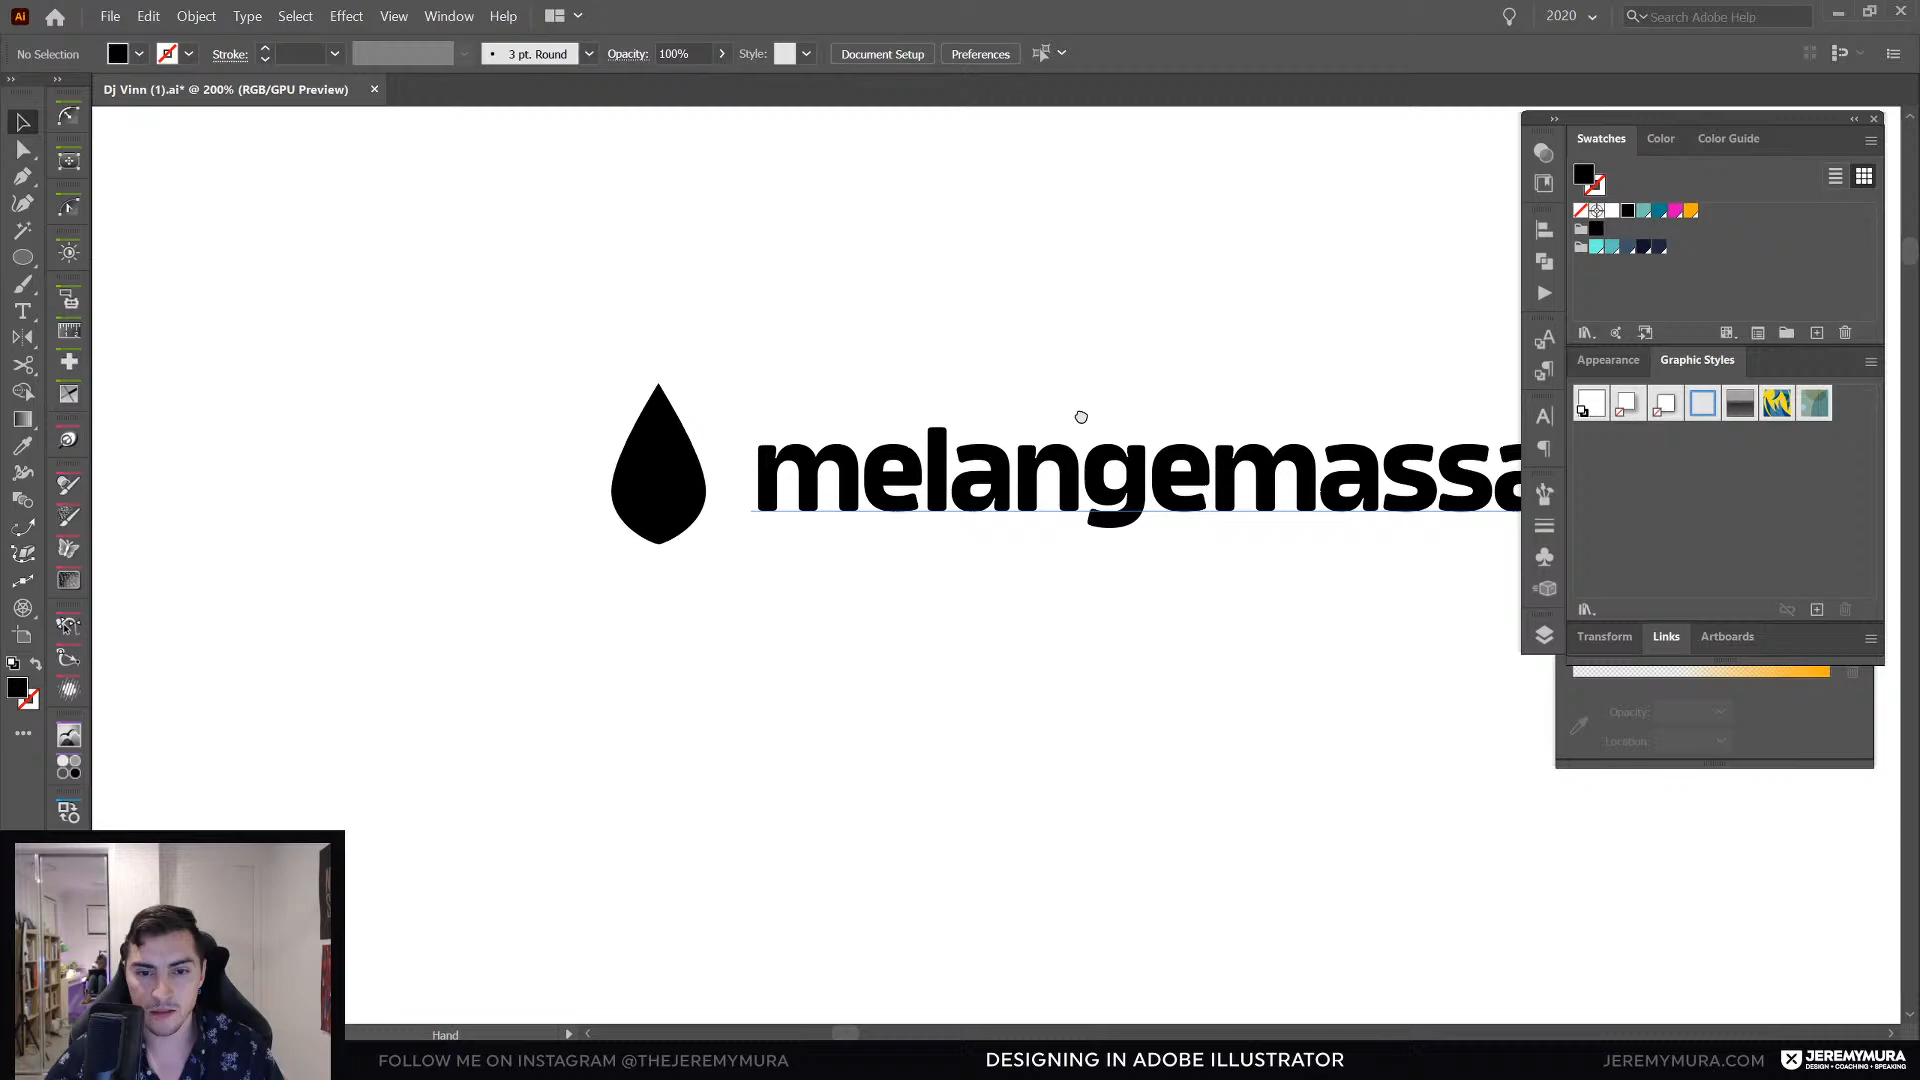 Ai File Edit Object Type Select Effect View Window Help 2020 Search Adobe Help
No Selection Stroke: 3 pt. Round Opacity: 100% Style: Document Setup Preferences
Dj Vinn (1).ai* @ 200% (RGB/GPU Preview)
Swatches Color Color Guide
Appearance Graphic Styles
melangemassa
Transform Links Artboards
Opacity:
Location:
Hand
FOLLOW ME ON INSTAGRAM @THEJEREMYMURA
DESIGNING IN ADOBE ILLUSTRATOR
JEREMYMURA.COM
JEREMYMURA
DESIGN + COACHING + SPEAKING